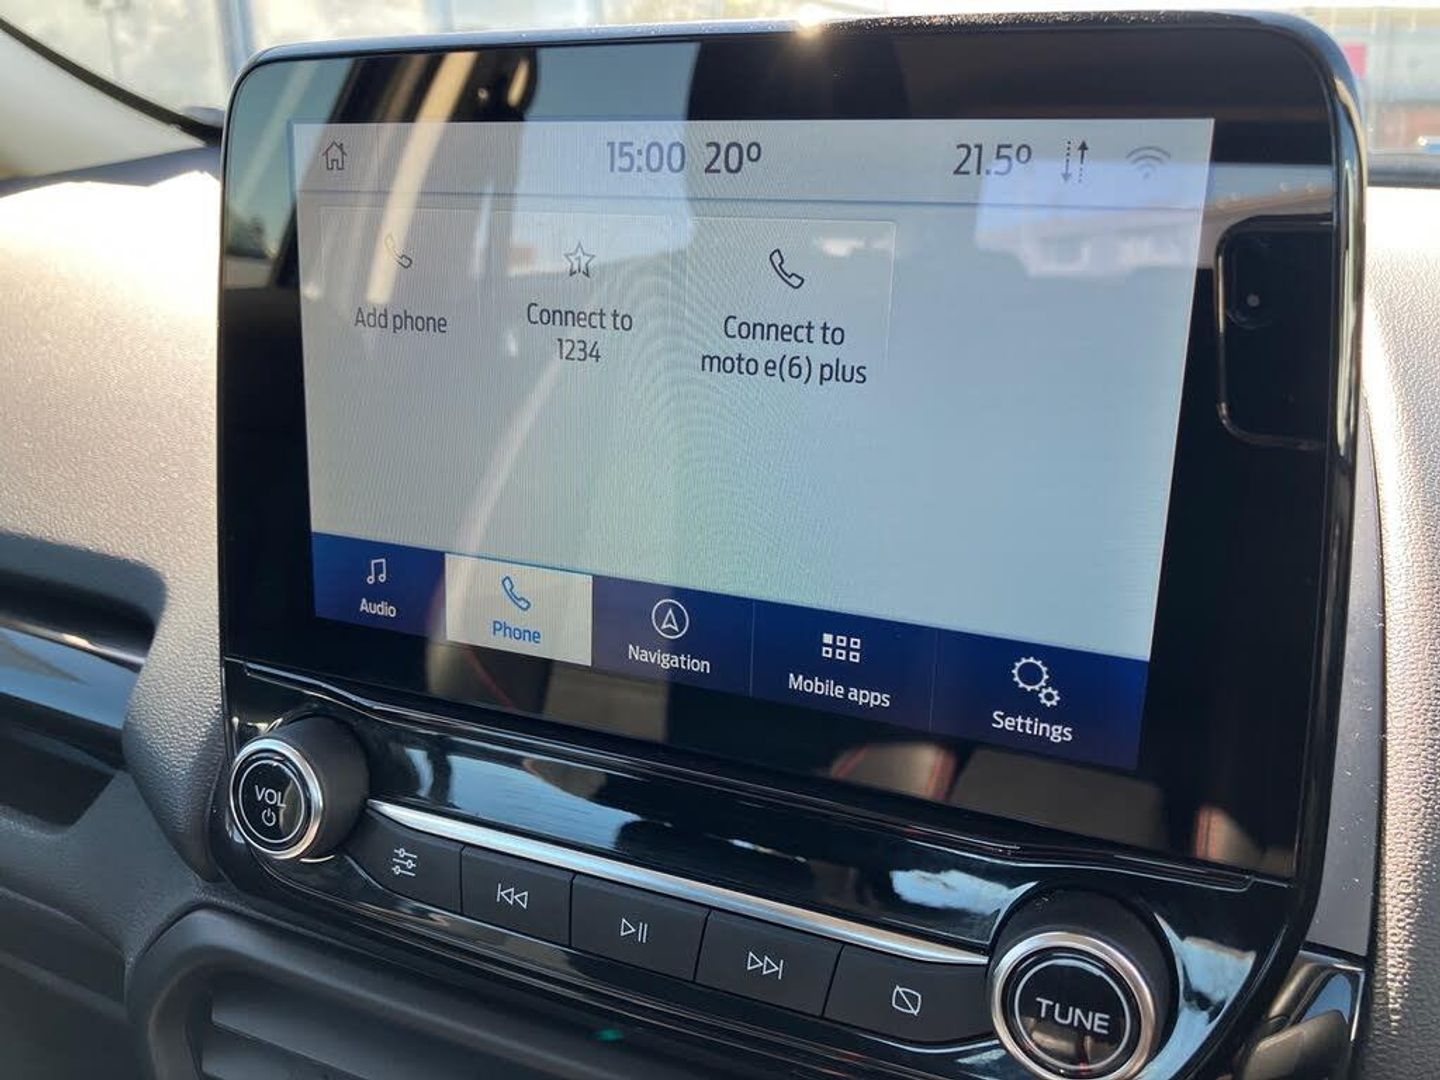 15:00 20º 21.5º
Add phone
Connect to
1234
Connect to
moto e(6) plus
Audio
Phone
Navigation
Mobile apps
Settings
VOL
TUNE